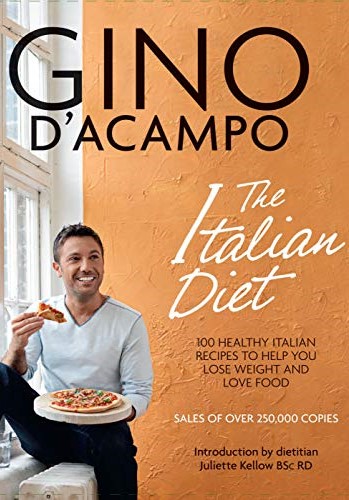 GINO
D'ACAMPO
The
Italian
Diet
100 HEALTHY ITALIAN
RECIPES TO HELP YOU
LOSE WEIGHT AND
LOVE FOOD
SALES OF OVER 250,000 COPIES
Introduction by dietitian
Juliette Kellow BSc RD